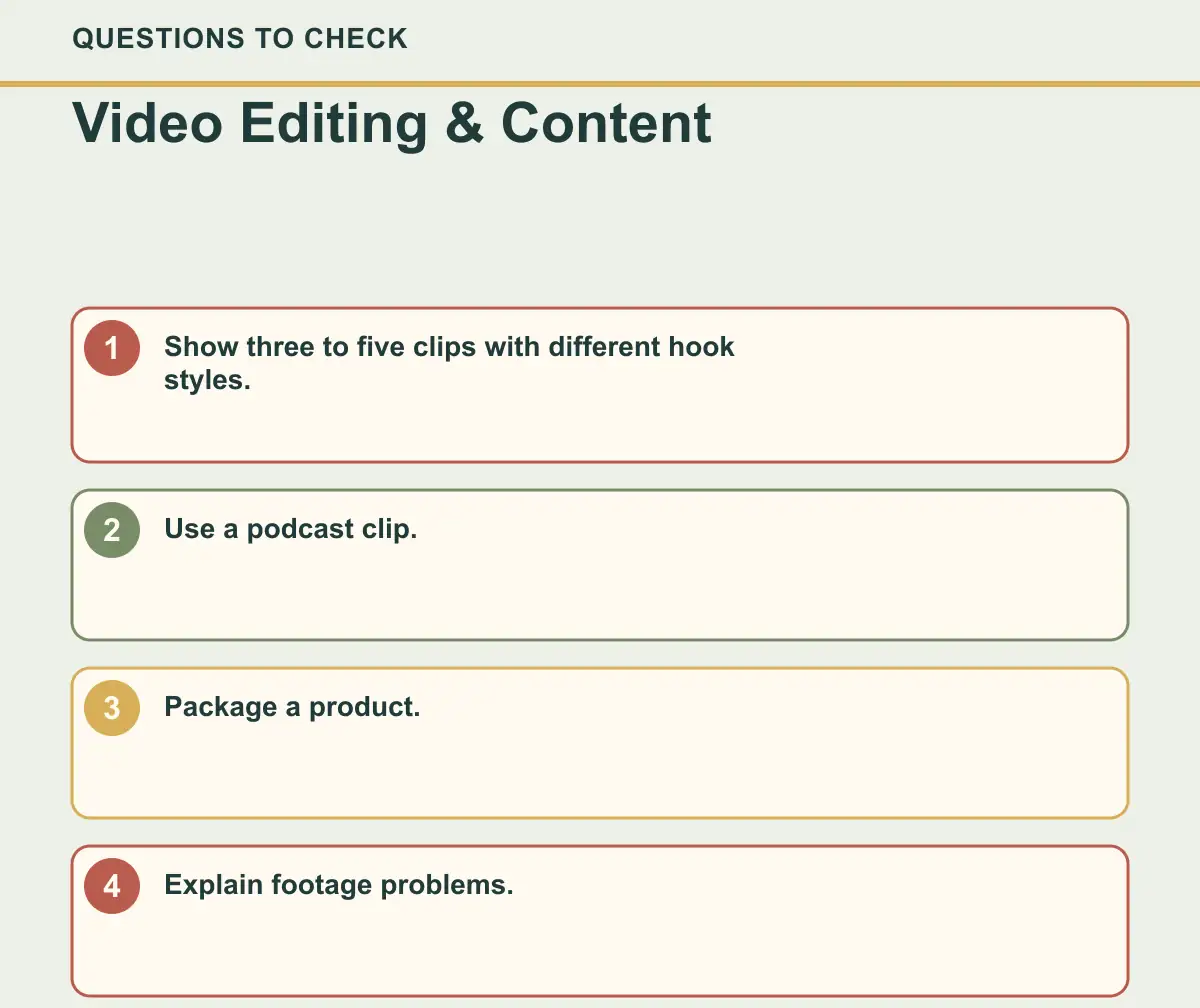 QUESTIONS TO CHECK
Video Editing & Content
1
Show three to five clips with different hook
styles.
2
Use a podcast clip.
3
Package a product.
4
Explain footage problems.